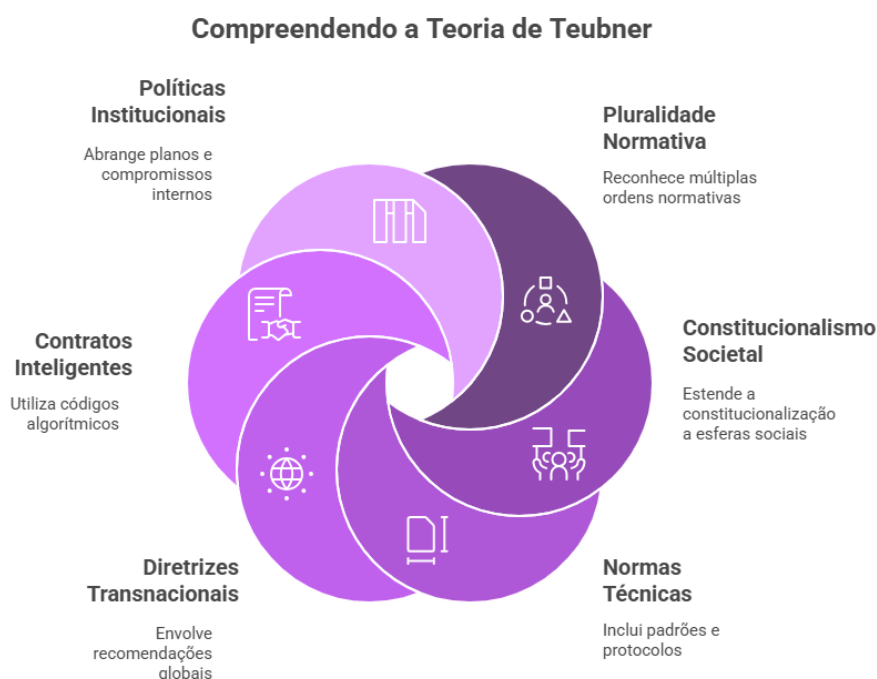 Compreendendo a Teoria de Teubner
Políticas
Institucionais
Abrange planos e
compromissos
internos
Pluralidade
Normativa
Reconhece múltiplas
ordens normativas
Contratos
Inteligentes
Utiliza códigos
algorítmicos
Constitucionalismo
Societal
Estende a
constitucionalização
a esferas sociais
Diretrizes
Transnacionais
Envolve
recomendações
globais
Normas
Técnicas
Inclui padrões e
protocolos